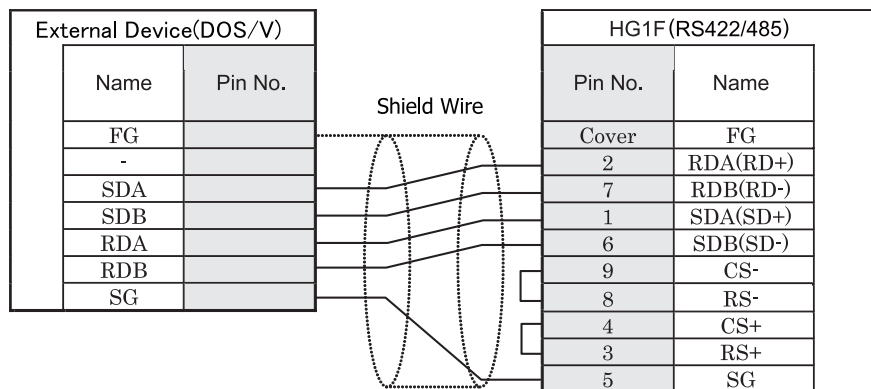 External Device(DOS/V)
Name Pin No.
FG
-
SDA
SDB
RDA
RDB
SG
Shield Wire
HG1F(RS422/485)
Pin No. Name
Cover FG
2 RDA(RD+)
7 RDB(RD-)
1 SDA(SD+)
6 SDB(SD-)
9 CS-
8 RS-
4 CS+
3 RS+
5 SG